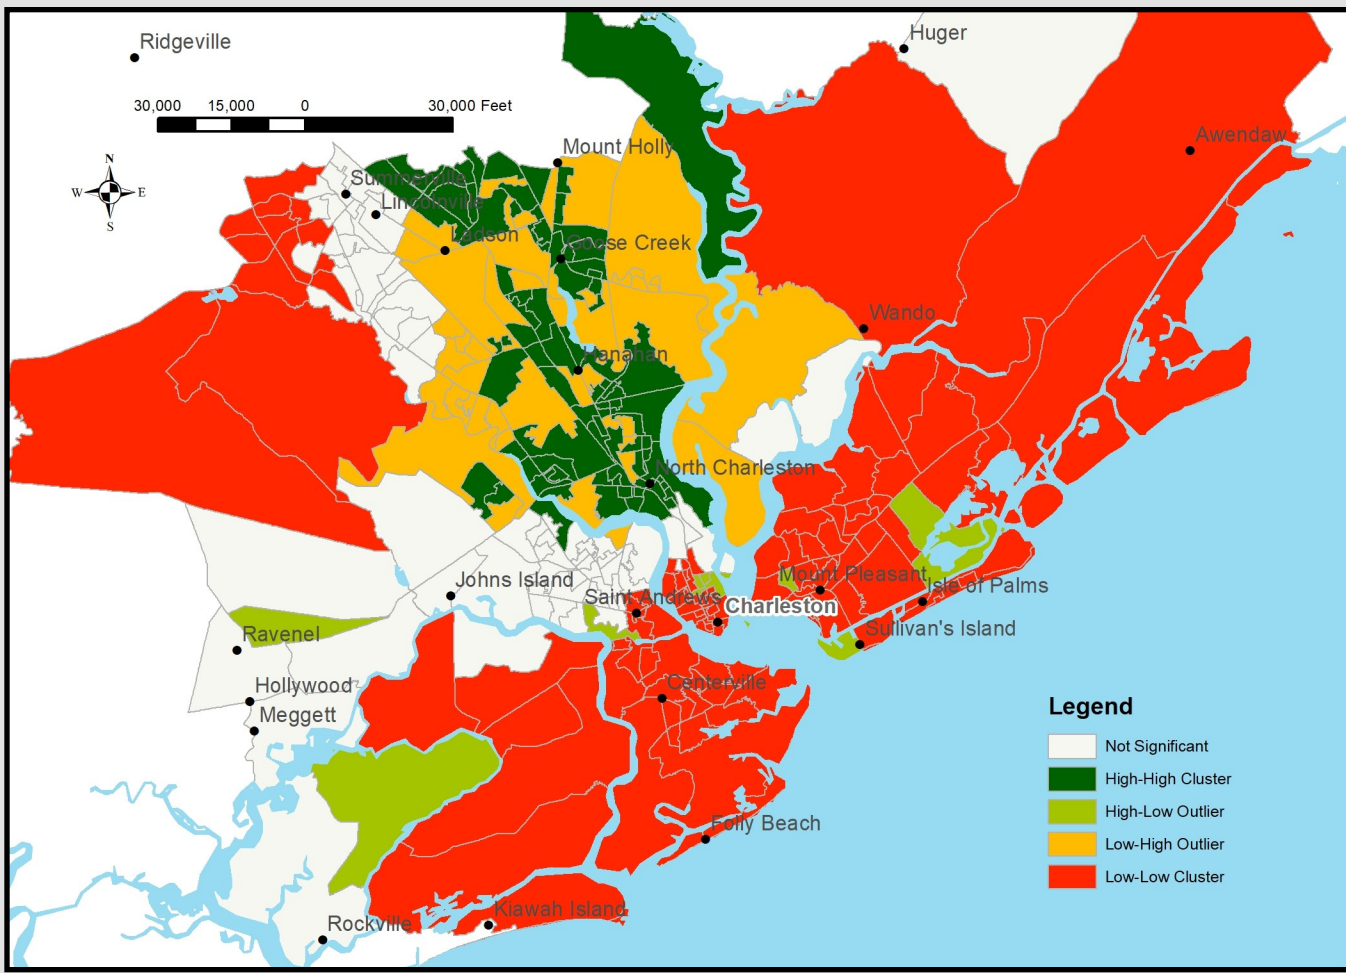 Huger
Ridgeville
30,000 15,000 0 30,000 Feet
Awendaw
Mount Holly
N
W E
S
Summerville
Lincolnville
Ladson
Goose Creek
Wando
Hanahan
North Charleston
Johns Island
Mount Pleasant
Isle of Palms
Saint Andrews
Charleston
Sullivan's Island
Ravenel
Hollywood
Centerville
Meggett
Legend
Not Significant
High-High Cluster
High-Low Outlier
Folly Beach
Low-High Outlier
Low-Low Cluster
Kiawah Island
Rockville